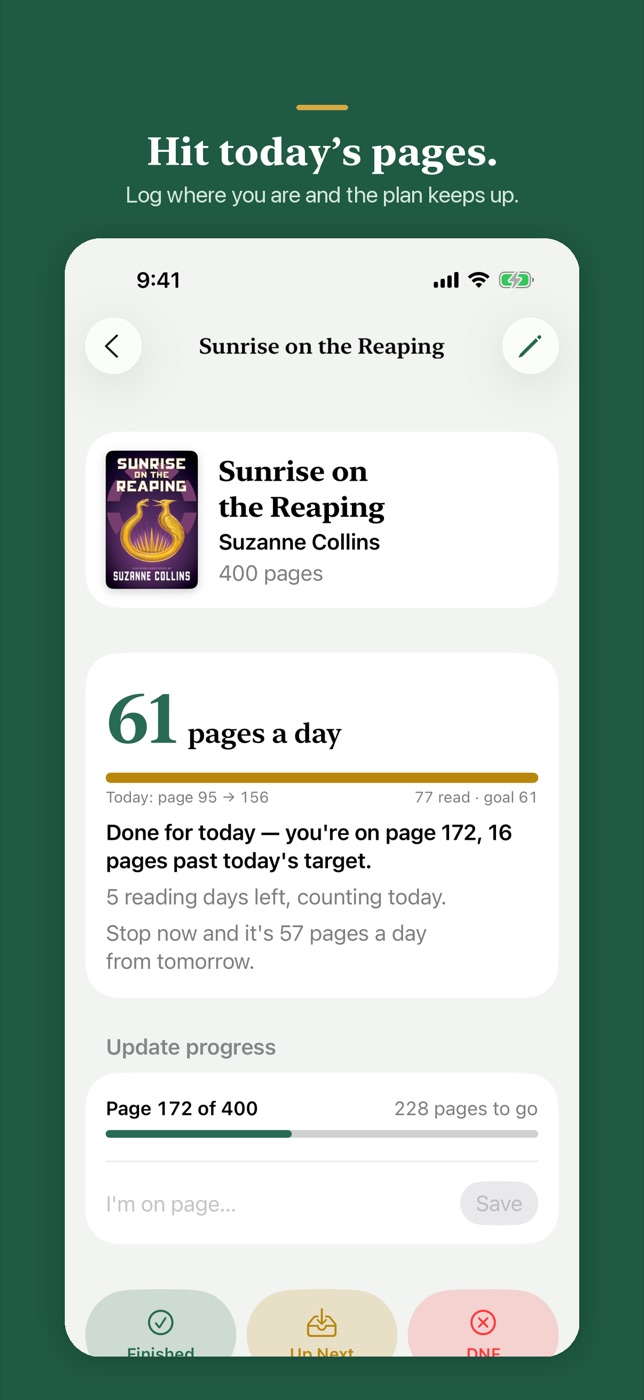 Hit today’s pages.
Log where you are and the plan keeps up.
9:41
Sunrise on the Reaping
SUNRISE
ON THE
REAPING
SUZANNE COLLINS
Sunrise on
the Reaping
Suzanne Collins
400 pages
61 pages a day
Today: page 95 → 156
77 read · goal 61
Done for today — you're on page 172, 16
pages past today's target.
5 reading days left, counting today.
Stop now and it's 57 pages a day
from tomorrow.
Update progress
Page 172 of 400
228 pages to go
I'm on page...
Save
Finished
Up Next
DNF